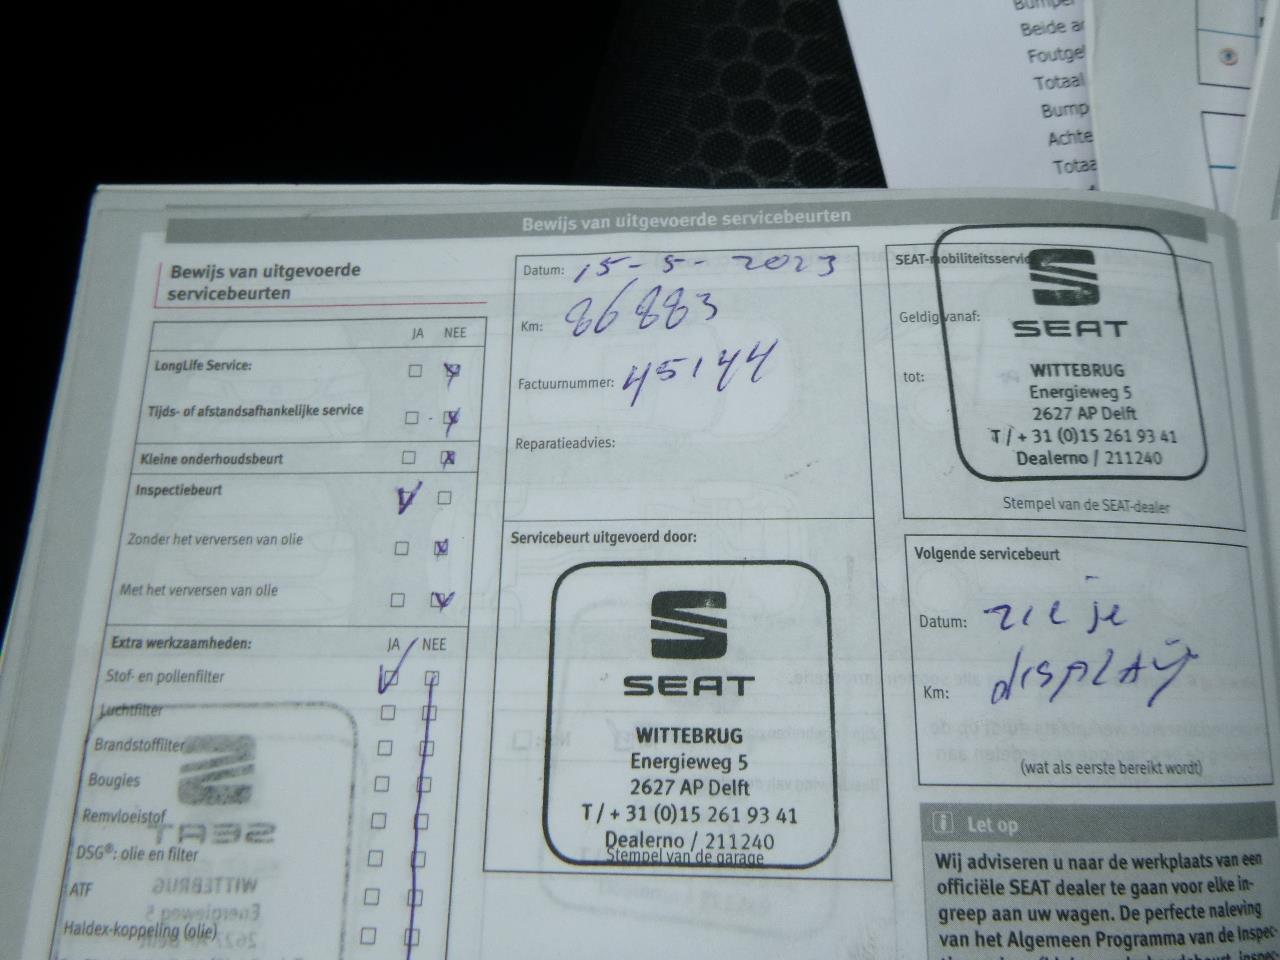 Bumper
Beide
Foutgel
Totaal
Bump
Achte
Totaa
Bewijs van uitgevoerde servicebeurten
Bewijs van uitgevoerde
servicebeurten
JA NEE
LongLife Service:
Tijds- of afstandsafhankelijke service
Kleine onderhoudsbeurt
Inspectiebeurt
Zonder het verversen van olie
Met het verversen van olie
Extra werkzaamheden: JA NEE
Stof- en pollenfilter
Luchtfilter
Brandstoffilter
Bougies
Remvloeistof
DSG®: olie en filter
ATF
Haldex-koppeling (olie)
Datum: 15-5-2023
Km: 86883
Factuurnummer: 45144
Reparatieadvies:
Servicebeurt uitgevoerd door:
SEAT
WITTEBRUG
Energieweg 5
2627 AP Delft
T / + 31 (0)15 261 93 41
Dealerno / 211240
Stempel van de garage
SEAT-mobiliteitsservic
Geldig vanaf:
tot:
SEAT
WITTEBRUG
Energieweg 5
2627 AP Delft
T / + 31 (0)15 261 93 41
Dealerno / 211240
Stempel van de SEAT-dealer
Volgende servicebeurt
Datum: zie je
Km: display
(wat als eerste bereikt wordt)
i Let op
Wij adviseren u naar de werkplaats van een
officiële SEAT dealer te gaan voor elke in-
greep aan uw wagen. De perfecte naleving
van het Algemeen Programma van de Inspec-